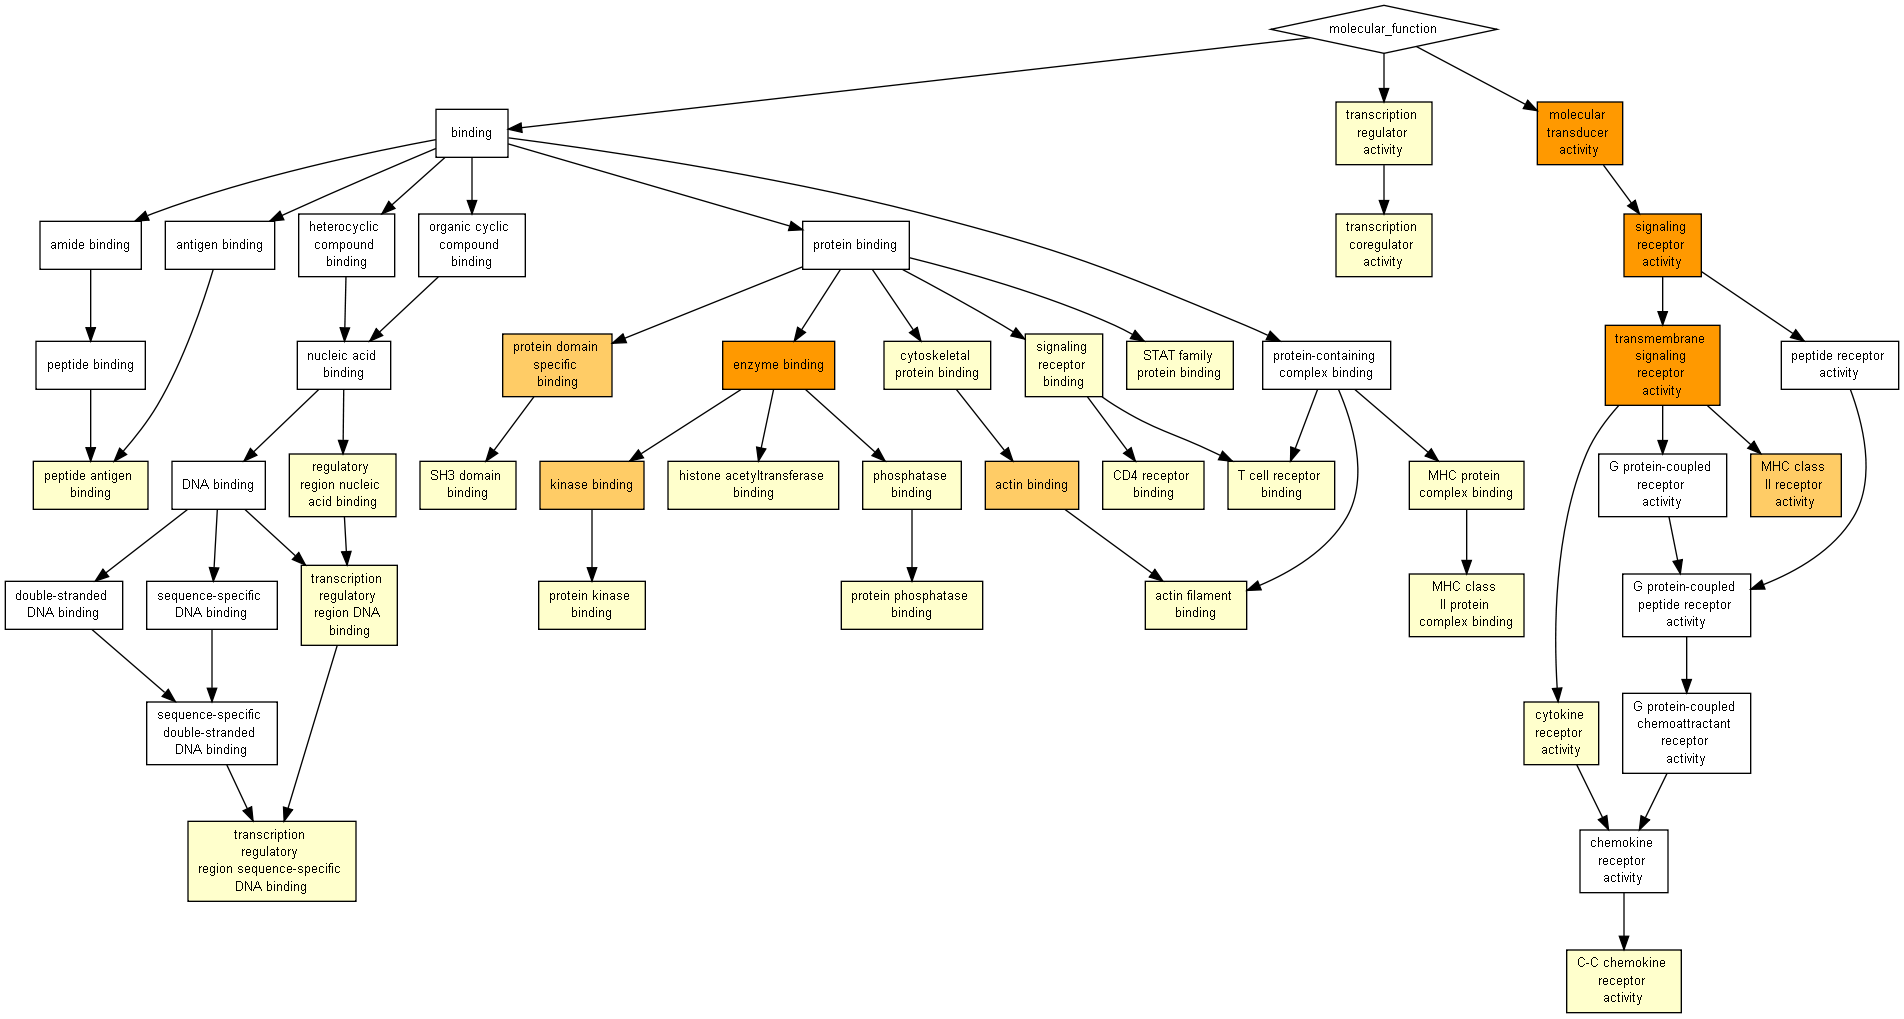 molecular_function
binding
transcription
regulator
activity
molecular
transducer
activity
amide binding
antigen binding
heterocyclic
compound
binding
organic cyclic
compound
binding
protein binding
transcription
coregulator
activity
signaling
receptor
activity
peptide binding
nucleic acid
binding
protein domain
specific
binding
enzyme binding
cytoskeletal
protein binding
signaling
receptor
binding
STAT family
protein binding
protein-containing
complex binding
transmembrane
signaling
receptor
activity
peptide receptor
activity
peptide antigen
binding
DNA binding
regulatory
region nucleic
acid binding
SH3 domain
binding
kinase binding
histone acetyltransferase
binding
phosphatase
binding
actin binding
CD4 receptor
binding
T cell receptor
binding
MHC protein
complex binding
G protein-coupled
receptor
activity
MHC class
II receptor
activity
double-stranded
DNA binding
sequence-specific
DNA binding
transcription
regulatory
region DNA
binding
protein kinase
binding
protein phosphatase
binding
actin filament
binding
MHC class
II protein
complex binding
G protein-coupled
peptide receptor
activity
sequence-specific
double-stranded
DNA binding
cytokine
receptor
activity
G protein-coupled
chemoattractant
receptor
activity
transcription
regulatory
region sequence-specific
DNA binding
chemokine
receptor
activity
C-C chemokine
receptor
activity